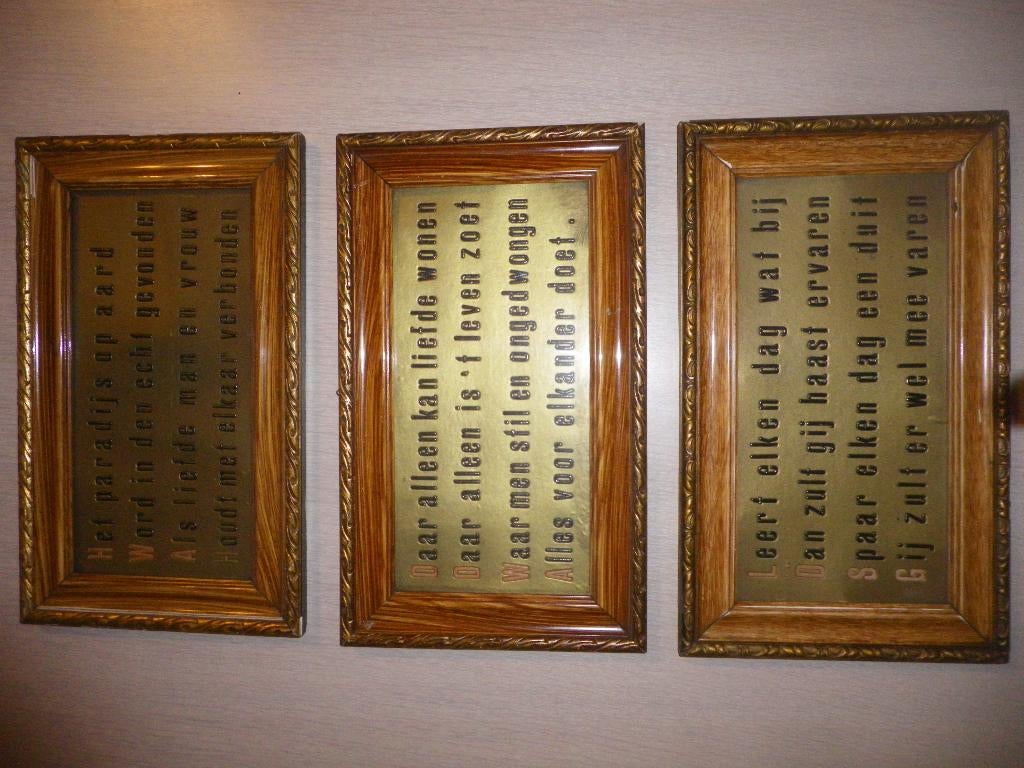 Het paradijs op aard
Word in den echt gevonden
Als liefde man en vrouw
Houdt met elkaar verbonden
Daar alleen kan liefde wonen
Daar alleen is 't leven zoet
Waar men stil en ongedwongen
Alles voor elkander doet.
Leert elken dag wat bij
Dan zult gij haast ervaren
Spaar elken dag een duit
Gij zult er wel mee varen